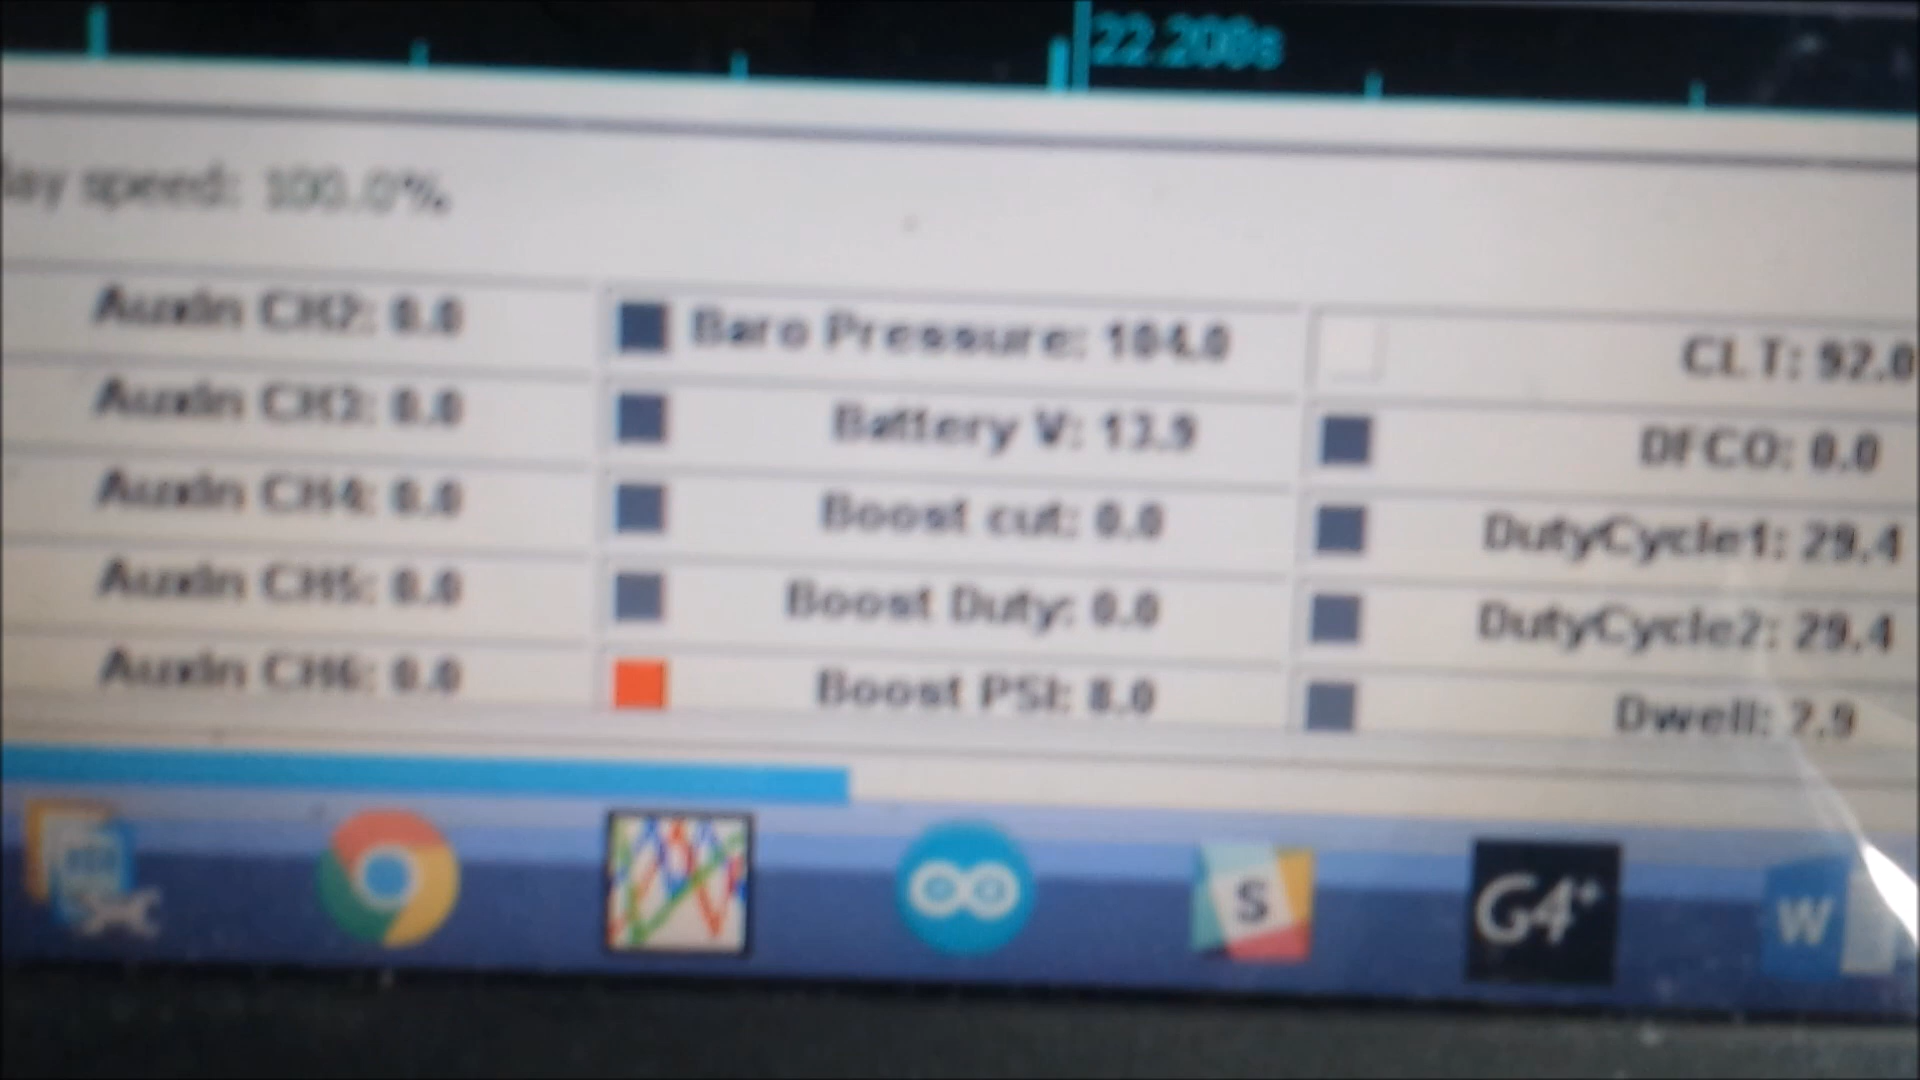 22.208s
lay speed: 100.0%
Auxin CH2: 0.0 Baro Pressure: 104.0 CLT: 92.0
Auxin CH3: 0.0 Battery V: 13.9 DFCO: 0.0
Auxin CH4: 0.0 Boost cut: 0.0 DutyCycle1: 29.4
Auxin CH5: 0.0 Boost Duty: 0.0 DutyCycle2: 29.4
Auxin CH6: 0.0 Boost PSI: 8.0 Dwell: 2.9
S G4+ W